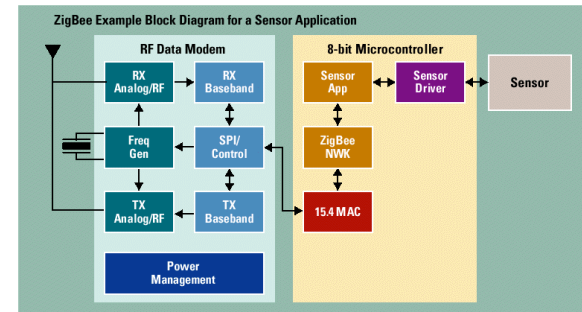 ZigBee Example Block Diagram for a Sensor Application
RF Data Modem
8-bit Microcontroller
RX
Analog/RF
RX
Baseband
Sensor
App
Sensor
Driver
Sensor
Freq
Gen
SPI/
Control
ZigBee
NWK
TX
Analog/RF
TX
Baseband
15.4 MAC
Power
Management